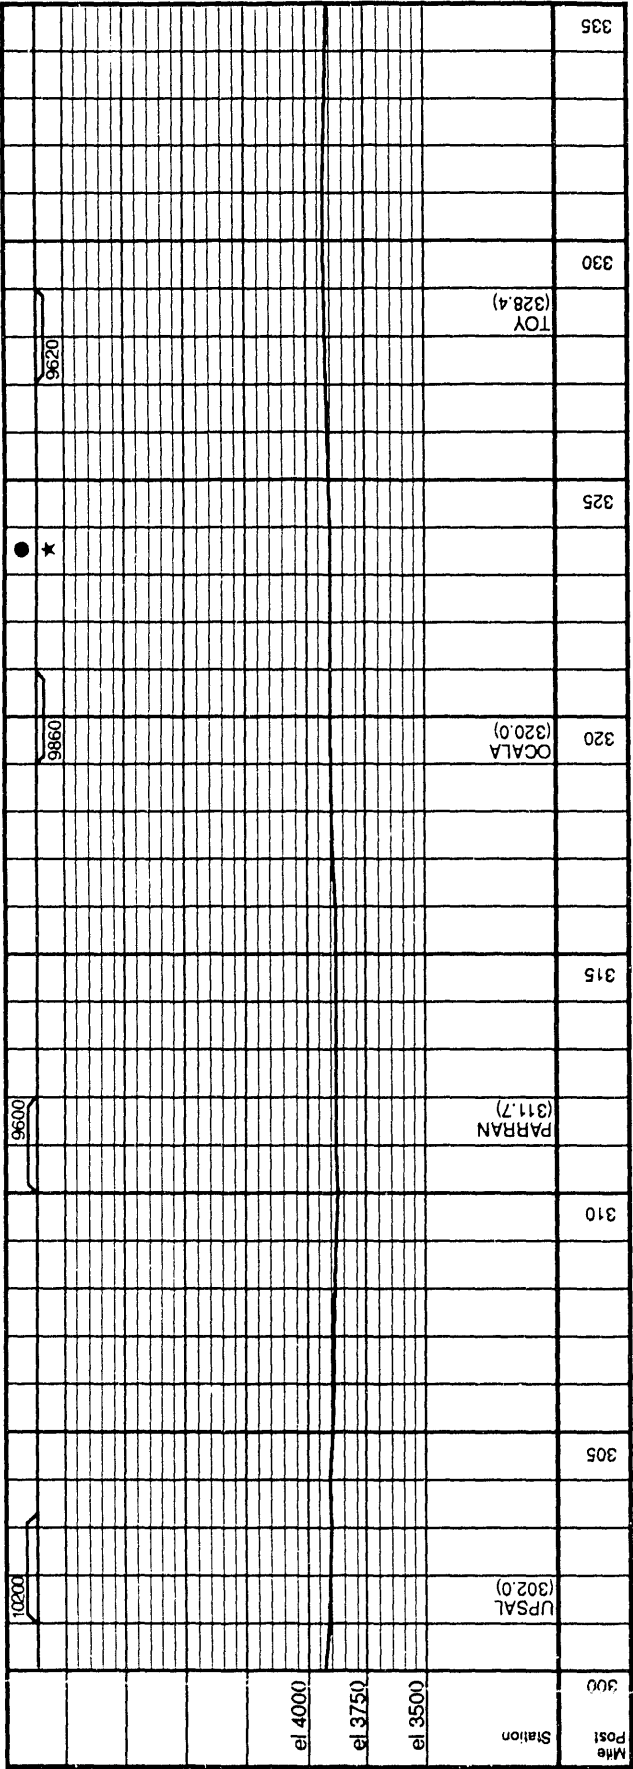 Mile
Post
Station
el 3500
el 3750
el 4000
300
UPSAL
(302.0)
10200
305
310
PARRAN
(311.7)
9600
315
320
OCALA
(320.0)
9860
325
TOY
(328.4)
9620
330
335